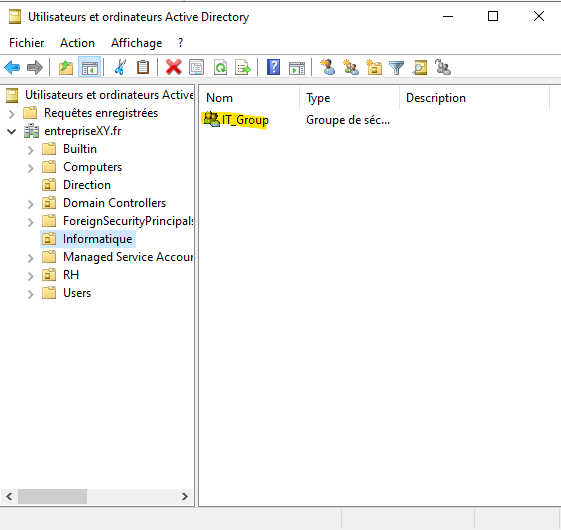 Utilisateurs et ordinateurs Active Directory
Fichier Action Affichage ?
Utilisateurs et ordinateurs Active
Requêtes enregistrées
entrepriseXY.fr
Builtin
Computers
Direction
Domain Controllers
ForeignSecurityPrincipals
Informatique
Managed Service Accour
RH
Users
Nom Type Description
IT_Group Groupe de séc...